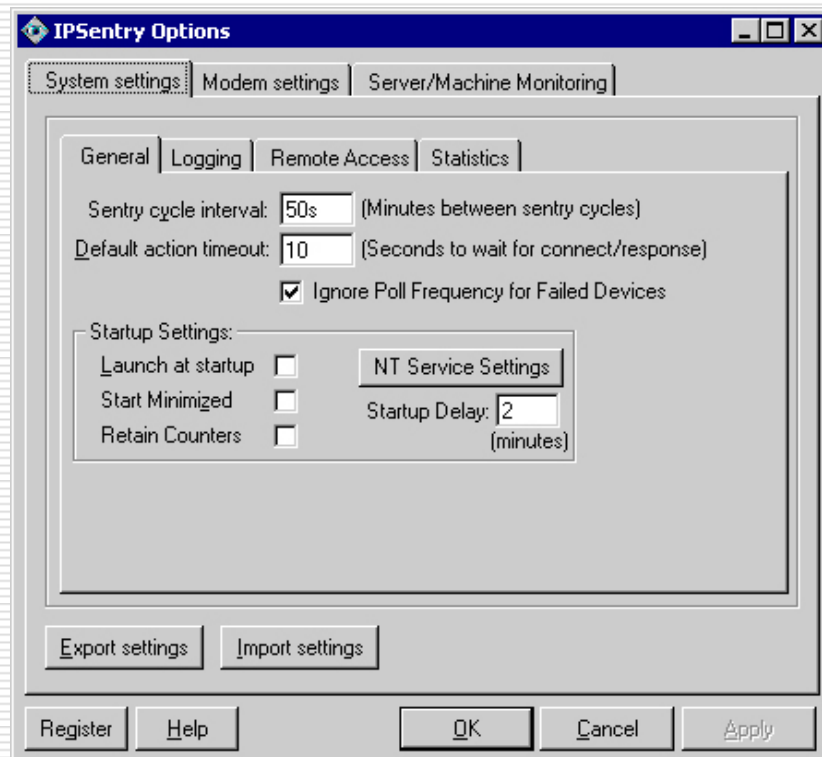 IPSentry Options
System settings Modem settings Server/Machine Monitoring
General Logging Remote Access Statistics
Sentry cycle interval: 50s (Minutes between sentry cycles)
Default action timeout: 10 (Seconds to wait for connect/response)
Ignore Poll Frequency for Failed Devices
Startup Settings:
Launch at startup NT Service Settings
Start Minimized Startup Delay: 2
Retain Counters (minutes)
Export settings Import settings
Register Help OK Cancel Apply